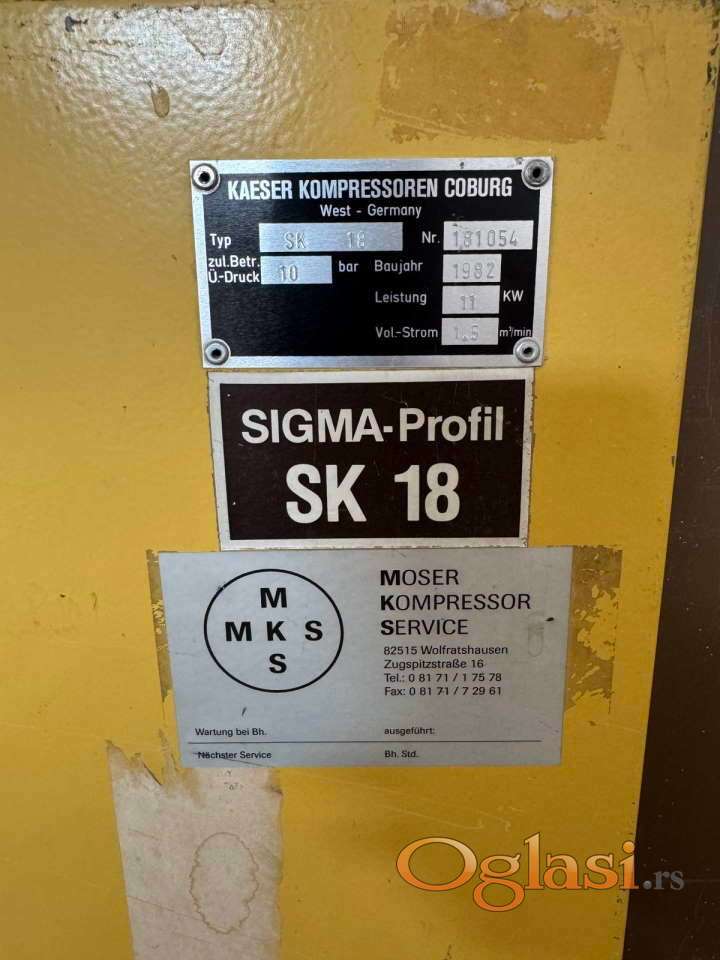 KAESER KOMPRESSOREN COBURG
West - Germany
Typ SK 18 Nr. 181054
zul.Betr.
Ü.-Druck 10 bar Baujahr 1982
Leistung 11 KW
Vol-Strom 1.5 m³/min
SIGMA-Profil
SK 18
M
M K S
S
MOSER
KOMPRESSOR
SERVICE
82515 Wolfratshausen
Zugspitzstraße 16
Tel.: 0 81 71 / 1 75 78
Fax: 0 81 71 / 7 29 61
Wartung bei Bh. ausgeführt:
Nächster Service Bh. Std.
Oglasi.rs